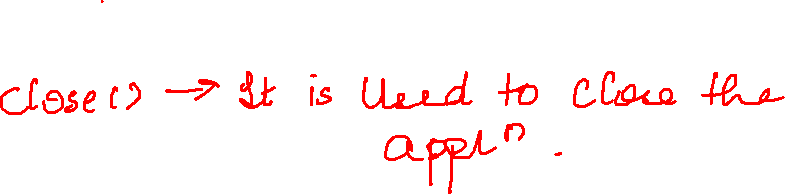 close() → It is Used to close the
applⁿ.